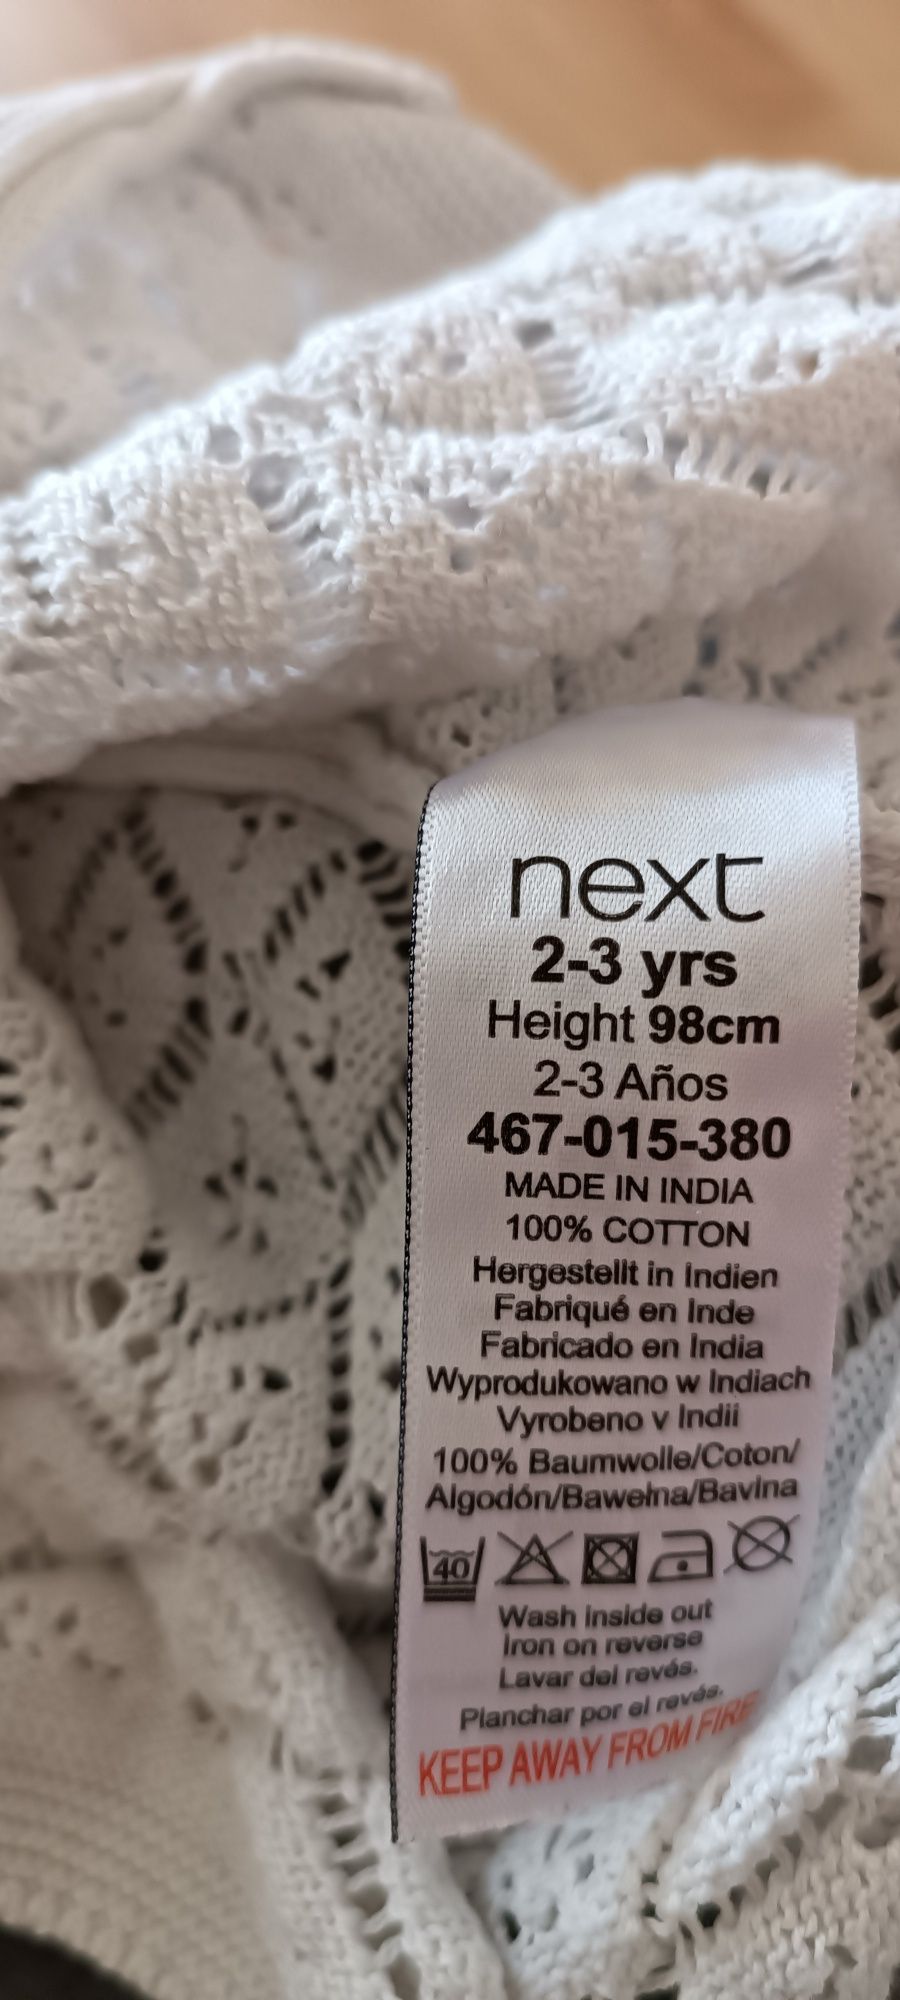 next
2-3 yrs
Height 98cm
2-3 Años
467-015-380
MADE IN INDIA
100% COTTON
Hergestellt in Indien
Fabriqué en Inde
Fabricado en India
Wyprodukowano w Indiach
Vyrobeno v Indii
100% Baumwolle/Coton/
Algodón/Bawełna/Bavlna
40
Wash inside out
Iron on reverse
Lavar del revés.
Planchar por el revés.
KEEP AWAY FROM FIRE